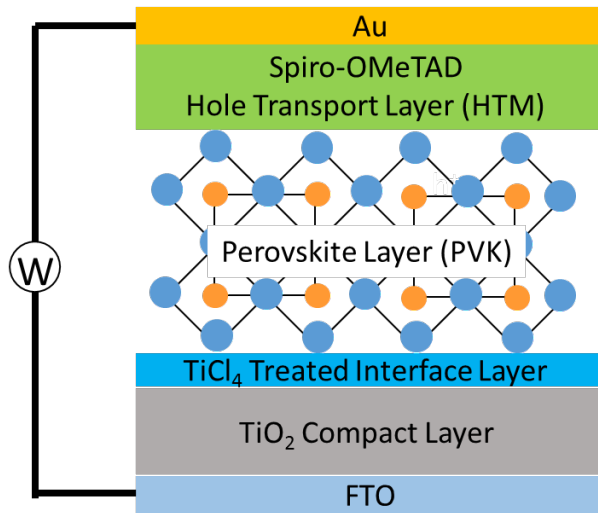 Au
Spiro-OMeTAD
Hole Transport Layer (HTM)
Perovskite Layer (PVK)
W
TiCl₄ Treated Interface Layer
TiO₂ Compact Layer
FTO